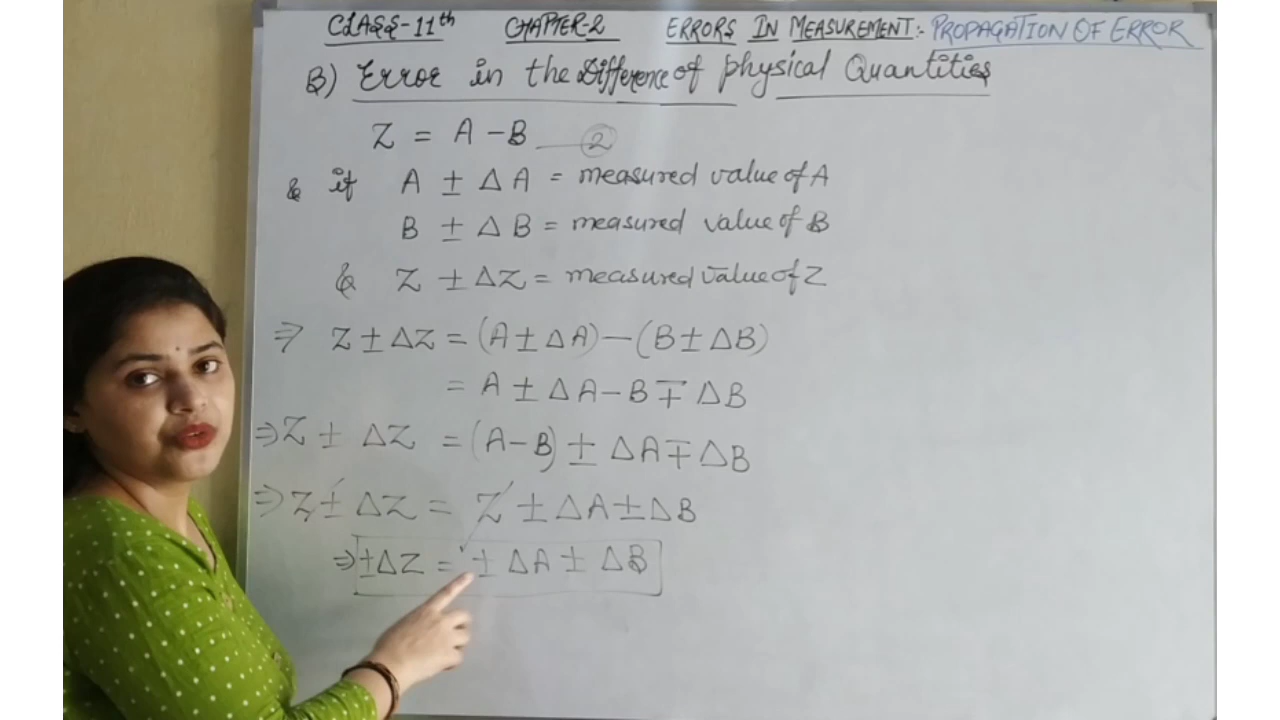 CLASS-11th CHAPTER-2 ERRORS IN MEASUREMENT:- PROPAGATION OF ERROR
B) Error in the Difference of physical Quantities
Z = A - B ___ ②
& if A ± ΔA = measured value of A
B ± ΔB = measured value of B
& Z ± ΔZ = measured value of Z
⇒ Z ± ΔZ = (A ± ΔA) - (B ± ΔB)
= A ± ΔA - B ∓ ΔB
⇒ Z ± ΔZ = (A-B) ± ΔA ∓ ΔB
⇒ Z ± ΔZ = Z ± ΔA ± ΔB
⇒ ±ΔZ = ± ΔA ± ΔB